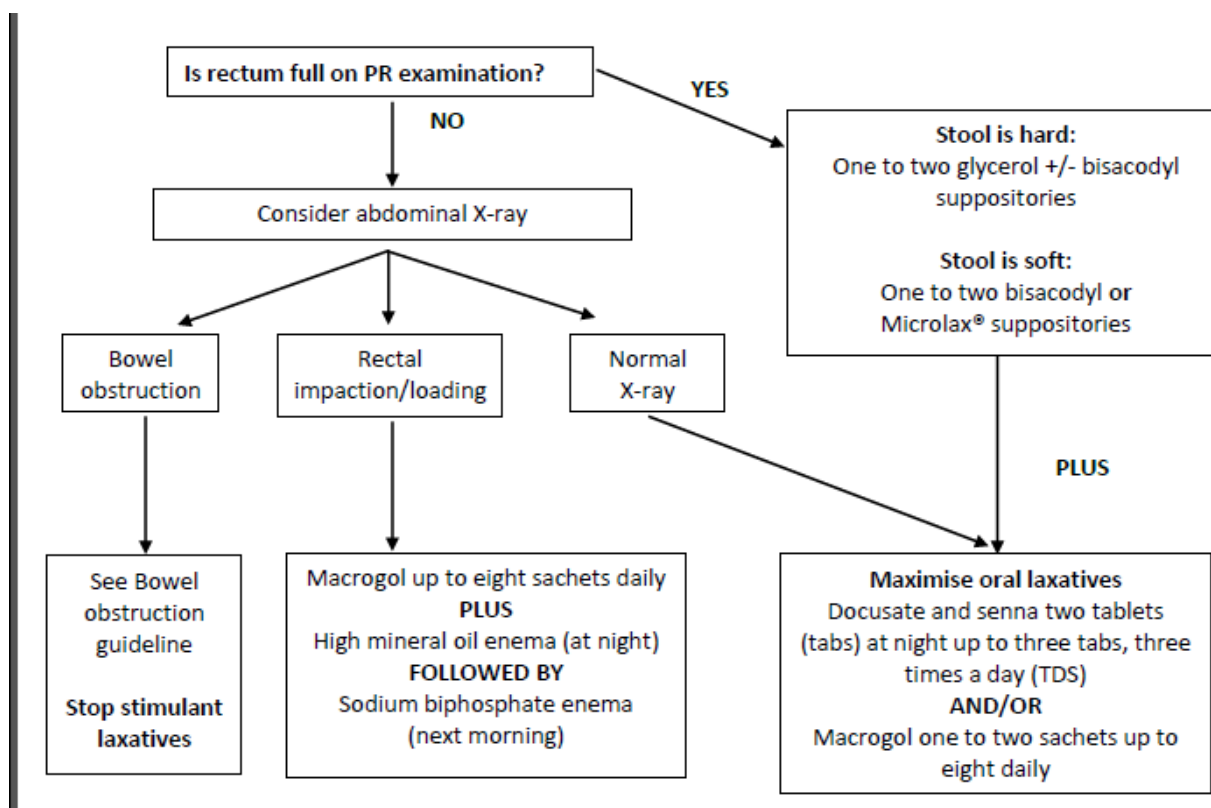 Is rectum full on PR examination?
YES
NO
Stool is hard:
One to two glycerol +/- bisacodyl
suppositories
Stool is soft:
One to two bisacodyl or
Microlax® suppositories
Consider abdominal X-ray
Bowel
obstruction
Rectal
impaction/loading
Normal
X-ray
PLUS
See Bowel
obstruction
guideline
Stop stimulant
laxatives
Macrogol up to eight sachets daily
PLUS
High mineral oil enema (at night)
FOLLOWED BY
Sodium biphosphate enema
(next morning)
Maximise oral laxatives
Docusate and senna two tablets
(tabs) at night up to three tabs, three
times a day (TDS)
AND/OR
Macrogol one to two sachets up to
eight daily